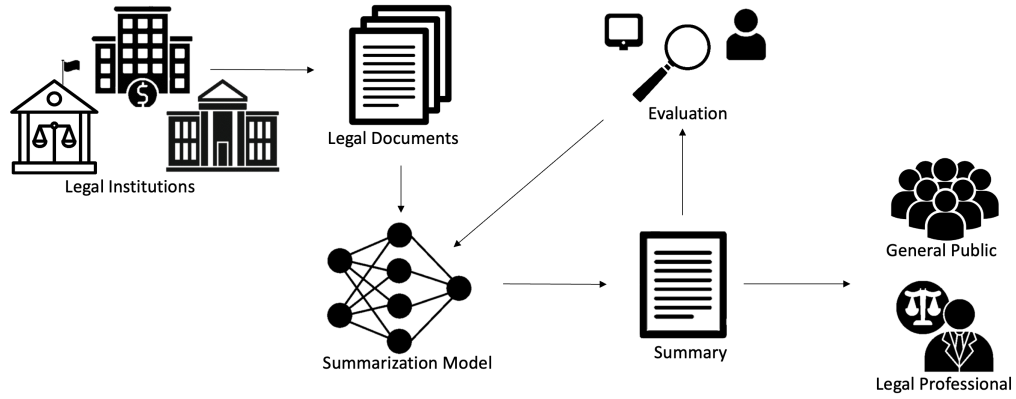 Legal Institutions
Legal Documents
Evaluation
Summarization Model
Summary
General Public
Legal Professional
$